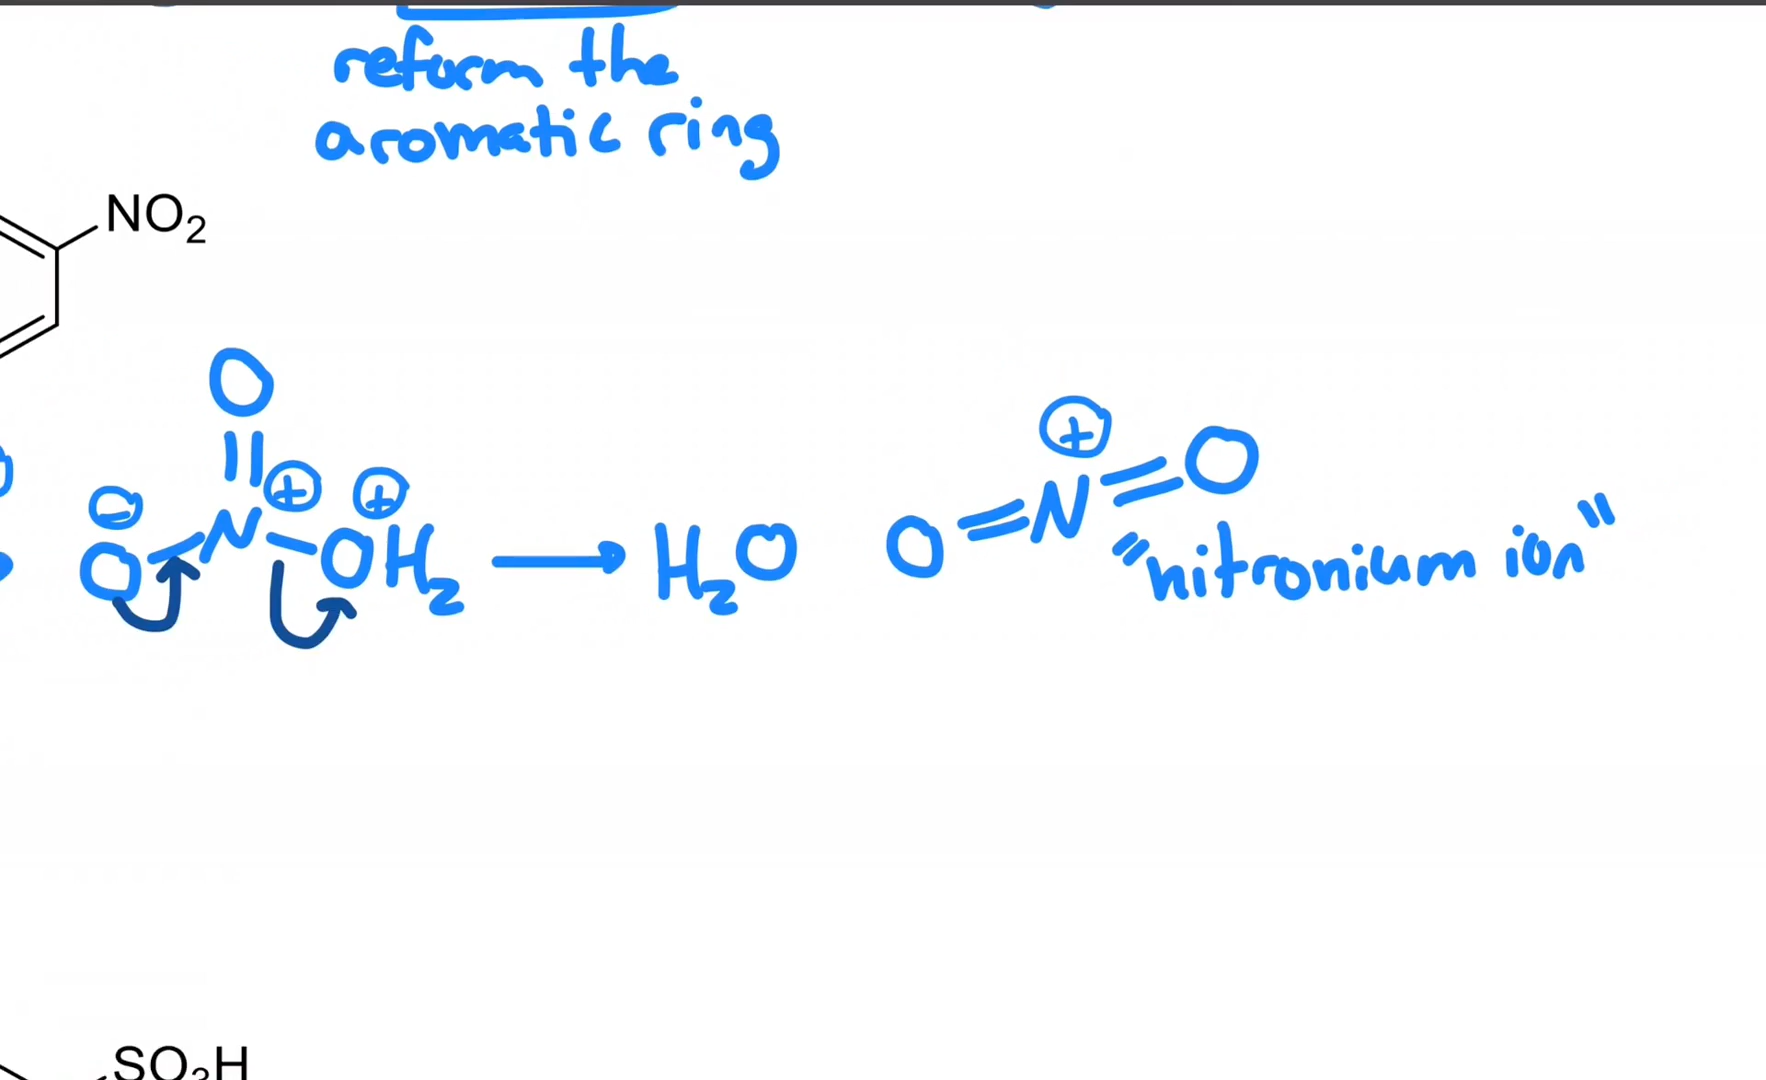 reform the
aromatic ring
NO2
O
⊕ ⊕
⊖
O-N-OH2 → H2O O=N=O
⊕
"nitronium ion"
SO3H